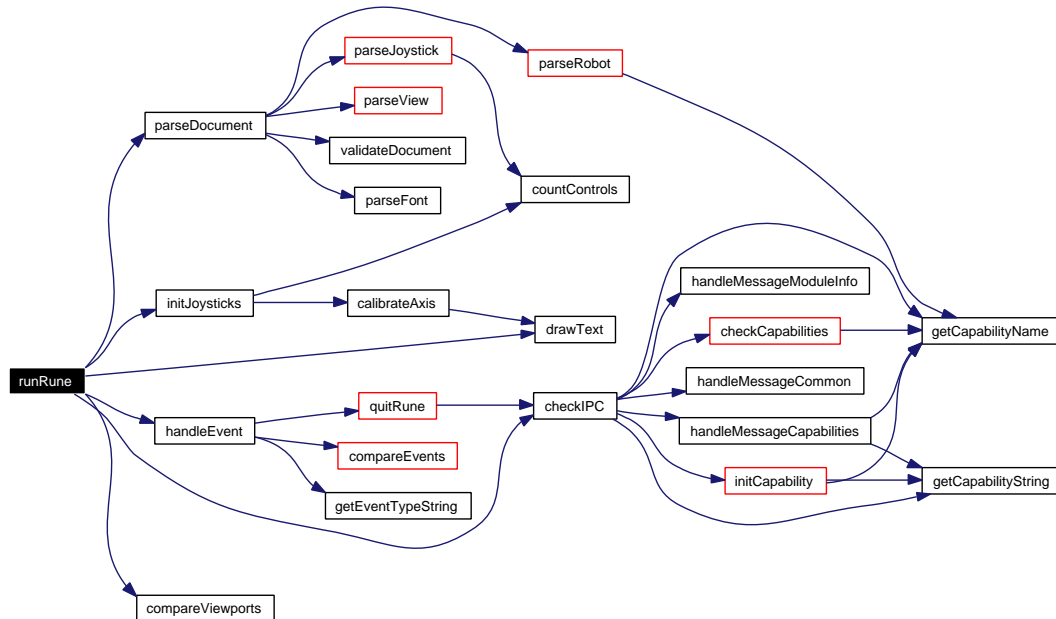 parseJoystick
parseRobot
parseView
parseDocument
validateDocument
countControls
parseFont
handleMessageModuleInfo
initJoysticks
calibrateAxis
drawText
checkCapabilities
getCapabilityName
runRune
handleMessageCommon
quitRune
checkIPC
handleEvent
handleMessageCapabilities
compareEvents
initCapability
getCapabilityString
getEventTypeString
compareViewports